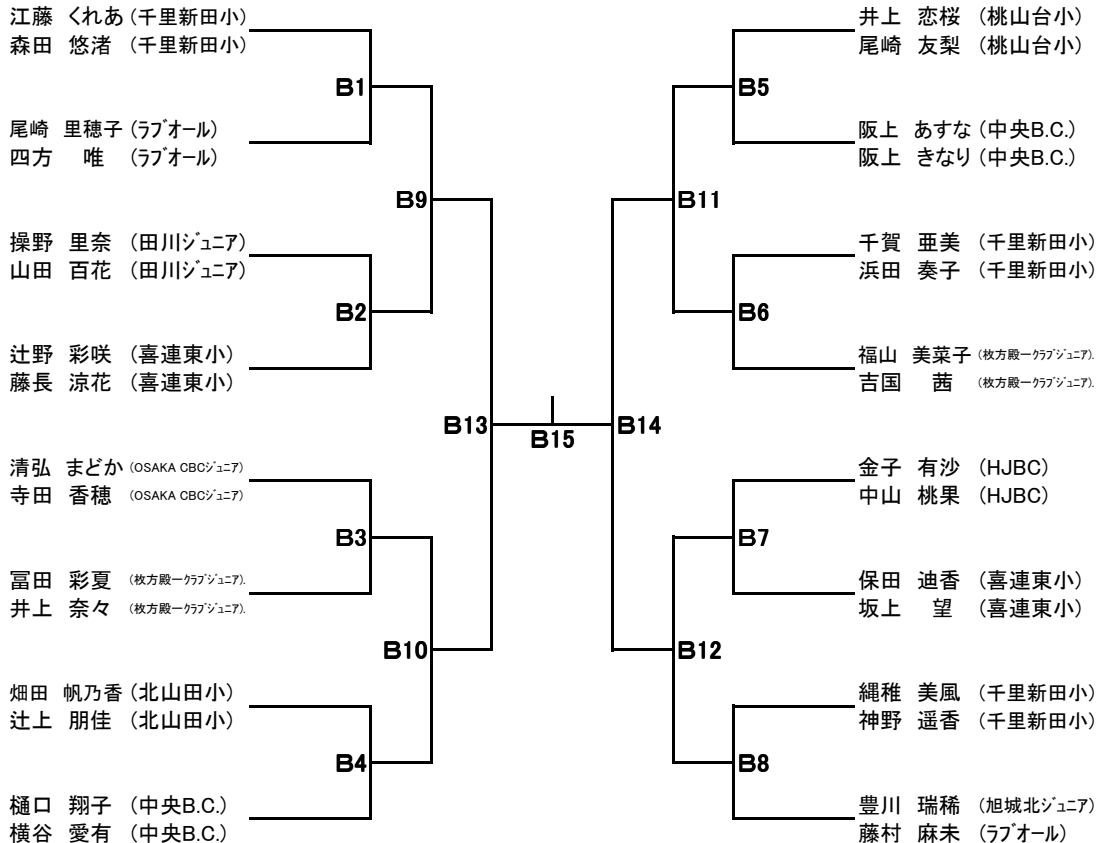 江藤 くれあ (千里新田小)
森田 悠渚 (千里新田小)
B1
尾崎 里穂子 (ラブオール)
四方 唯 (ラブオール)
B9
操野 里奈 (田川ジュニア)
山田 百花 (田川ジュニア)
B2
辻野 彩咲 (喜連東小)
藤長 涼花 (喜連東小)
B13
清弘 まどか (OSAKA CBCジュニア)
寺田 香穂 (OSAKA CBCジュニア)
B3
冨田 彩夏 (枚方殿一クラブジュニア).
井上 奈々 (枚方殿一クラブジュニア).
B10
畑田 帆乃香 (北山田小)
辻上 朋佳 (北山田小)
B4
樋口 翔子 (中央B.C.)
横谷 愛有 (中央B.C.)
B15
井上 恋桜 (桃山台小)
尾崎 友梨 (桃山台小)
B5
阪上 あすな (中央B.C.)
阪上 きなり (中央B.C.)
B11
千賀 亜美 (千里新田小)
浜田 奏子 (千里新田小)
B6
福山 美菜子 (枚方殿一クラブジュニア).
吉国 茜 (枚方殿一クラブジュニア).
B14
金子 有沙 (HJBC)
中山 桃果 (HJBC)
B7
保田 迪香 (喜連東小)
坂上 望 (喜連東小)
B12
縄稚 美風 (千里新田小)
神野 遥香 (千里新田小)
B8
豊川 瑞稀 (旭城北ジュニア)
藤村 麻未 (ラブオール)